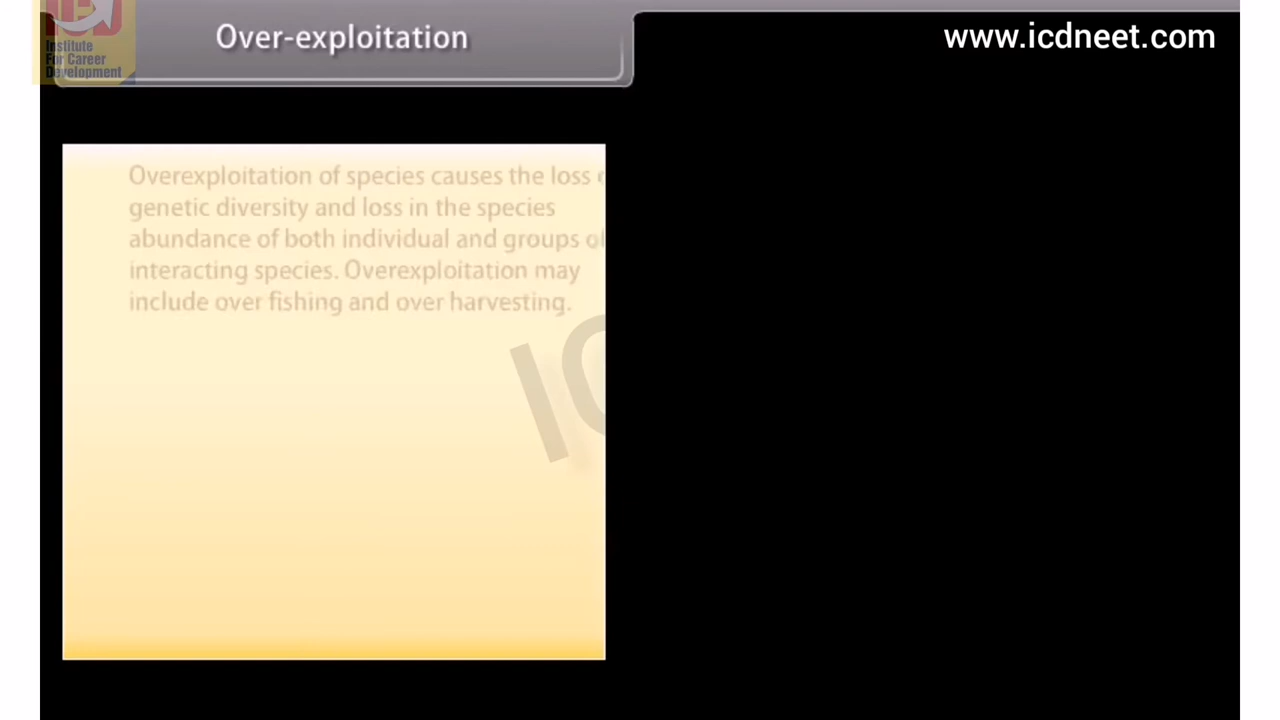 Over-exploitation
www.icdneet.com
Institute
For Career
Development
Overexploitation of species causes the loss
genetic diversity and loss in the species
abundance of both individual and groups of
interacting species. Overexploitation may
include over fishing and over harvesting.
IC